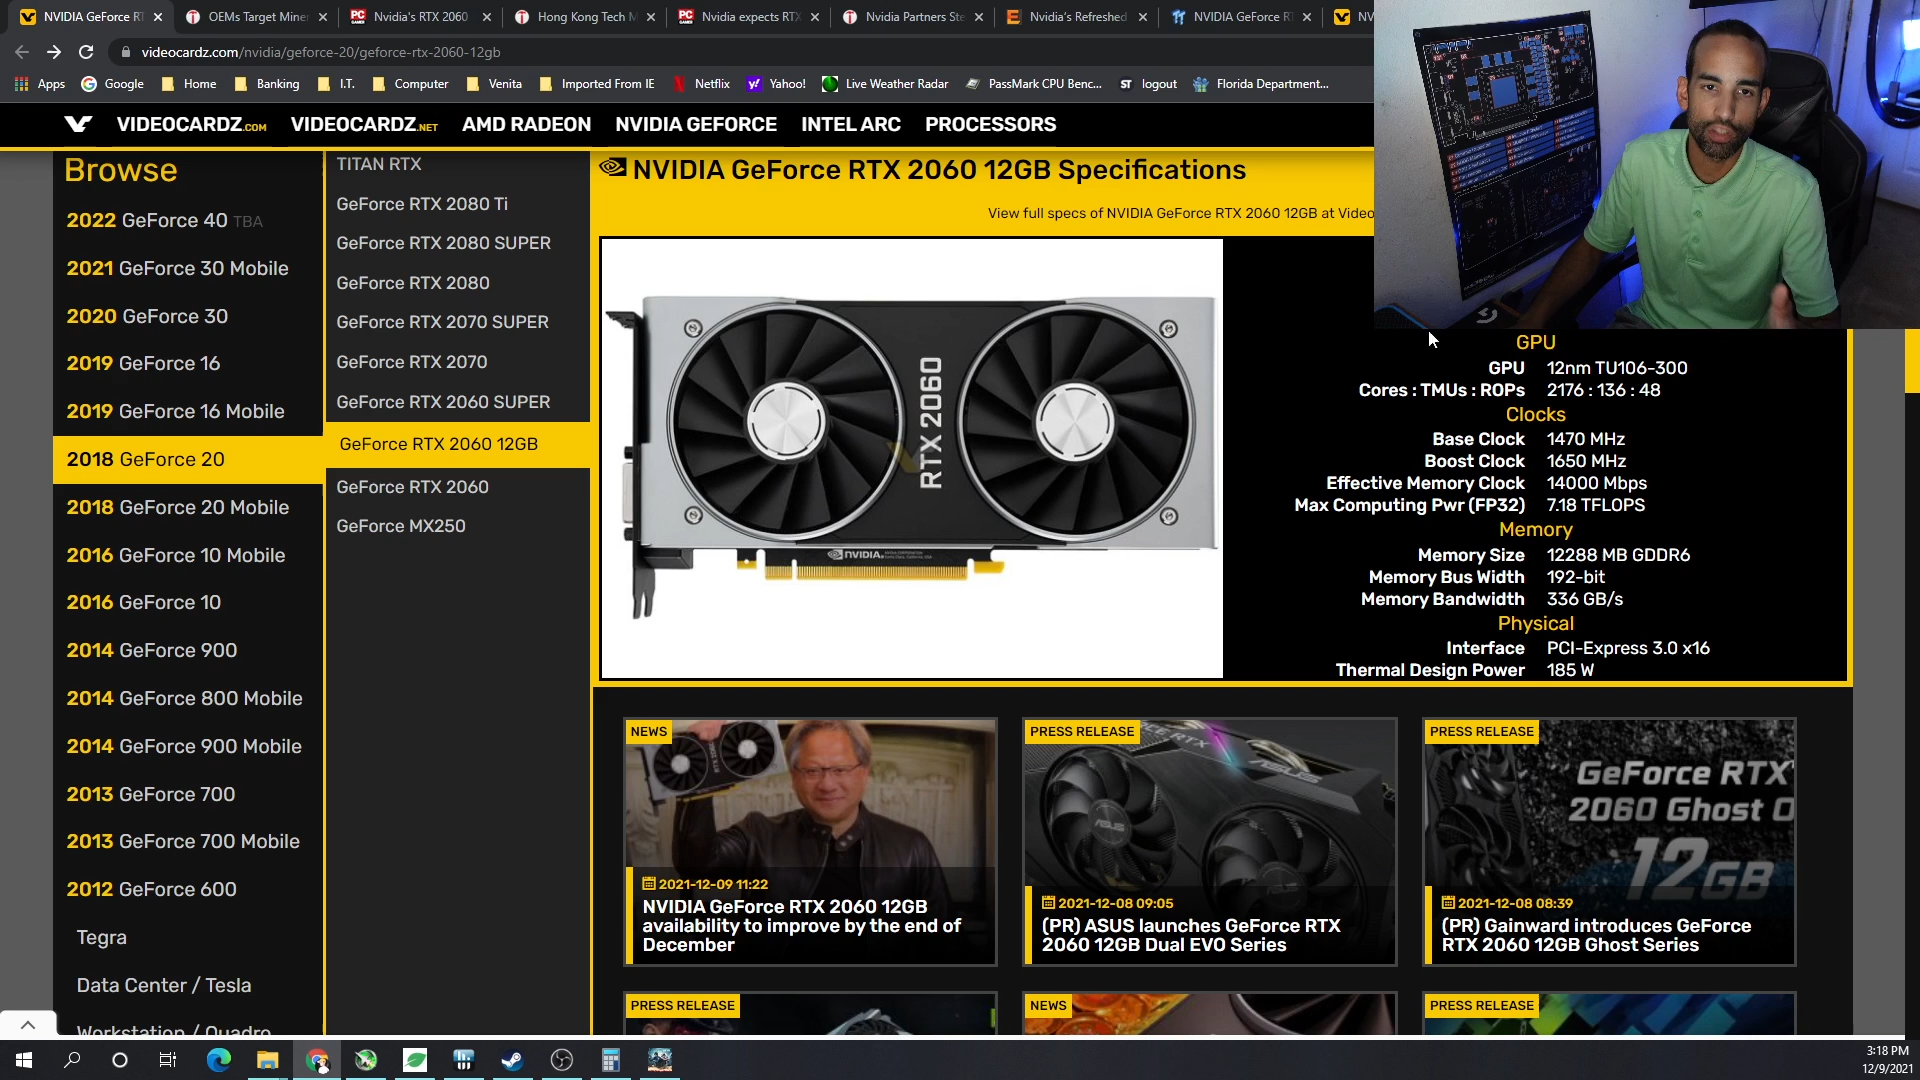 NVIDIA GeForce RT
OEMs Target Miner
Nvidia's RTX 2060
Hong Kong Tech M
Nvidia expects RTX
Nvidia Partners Ste
Nvidia's Refreshed
NVIDIA GeForce R
NV
videocardz.com/nvidia/geforce-20/geforce-rtx-2060-12gb
Apps
Google
Home
Banking
I.T.
Computer
Venita
Imported From IE
Netflix
Yahoo!
Live Weather Radar
PassMark CPU Benc...
ST logout
Florida Department...
VIDEOCARDZ.COM
VIDEOCARDZ.NET
AMD RADEON
NVIDIA GEFORCE
INTEL ARC
PROCESSORS
Browse
2022 GeForce 40 TBA
2021 GeForce 30 Mobile
2020 GeForce 30
2019 GeForce 16
2019 GeForce 16 Mobile
2018 GeForce 20
2018 GeForce 20 Mobile
2016 GeForce 10 Mobile
2016 GeForce 10
2014 GeForce 900
2014 GeForce 800 Mobile
2014 GeForce 900 Mobile
2013 GeForce 700
2013 GeForce 700 Mobile
2012 GeForce 600
Tegra
Data Center / Tesla
Workstation / Quadro
TITAN RTX
GeForce RTX 2080 Ti
GeForce RTX 2080 SUPER
GeForce RTX 2080
GeForce RTX 2070 SUPER
GeForce RTX 2070
GeForce RTX 2060 SUPER
GeForce RTX 2060 12GB
GeForce RTX 2060
GeForce MX250
NVIDIA GeForce RTX 2060 12GB Specifications
View full specs of NVIDIA GeForce RTX 2060 12GB at Video
RTX 2060
NVIDIA.
GPU
GPU 12nm TU106-300
Cores : TMUs : ROPs 2176 : 136 : 48
Clocks
Base Clock 1470 MHz
Boost Clock 1650 MHz
Effective Memory Clock 14000 Mbps
Max Computing Pwr (FP32) 7.18 TFLOPS
Memory
Memory Size 12288 MB GDDR6
Memory Bus Width 192-bit
Memory Bandwidth 336 GB/s
Physical
Interface PCI-Express 3.0 x16
Thermal Design Power 185 W
NEWS
2021-12-09 11:22
NVIDIA GeForce RTX 2060 12GB
availability to improve by the end of
December
PRESS RELEASE
ASUS
2021-12-08 09:05
(PR) ASUS launches GeForce RTX
2060 12GB Dual EVO Series
PRESS RELEASE
GeForce RTX
2060 Ghost O
12GB
2021-12-08 08:39
(PR) Gainward introduces GeForce
RTX 2060 12GB Ghost Series
PRESS RELEASE
NEWS
PRESS RELEASE
3:18 PM
12/9/2021